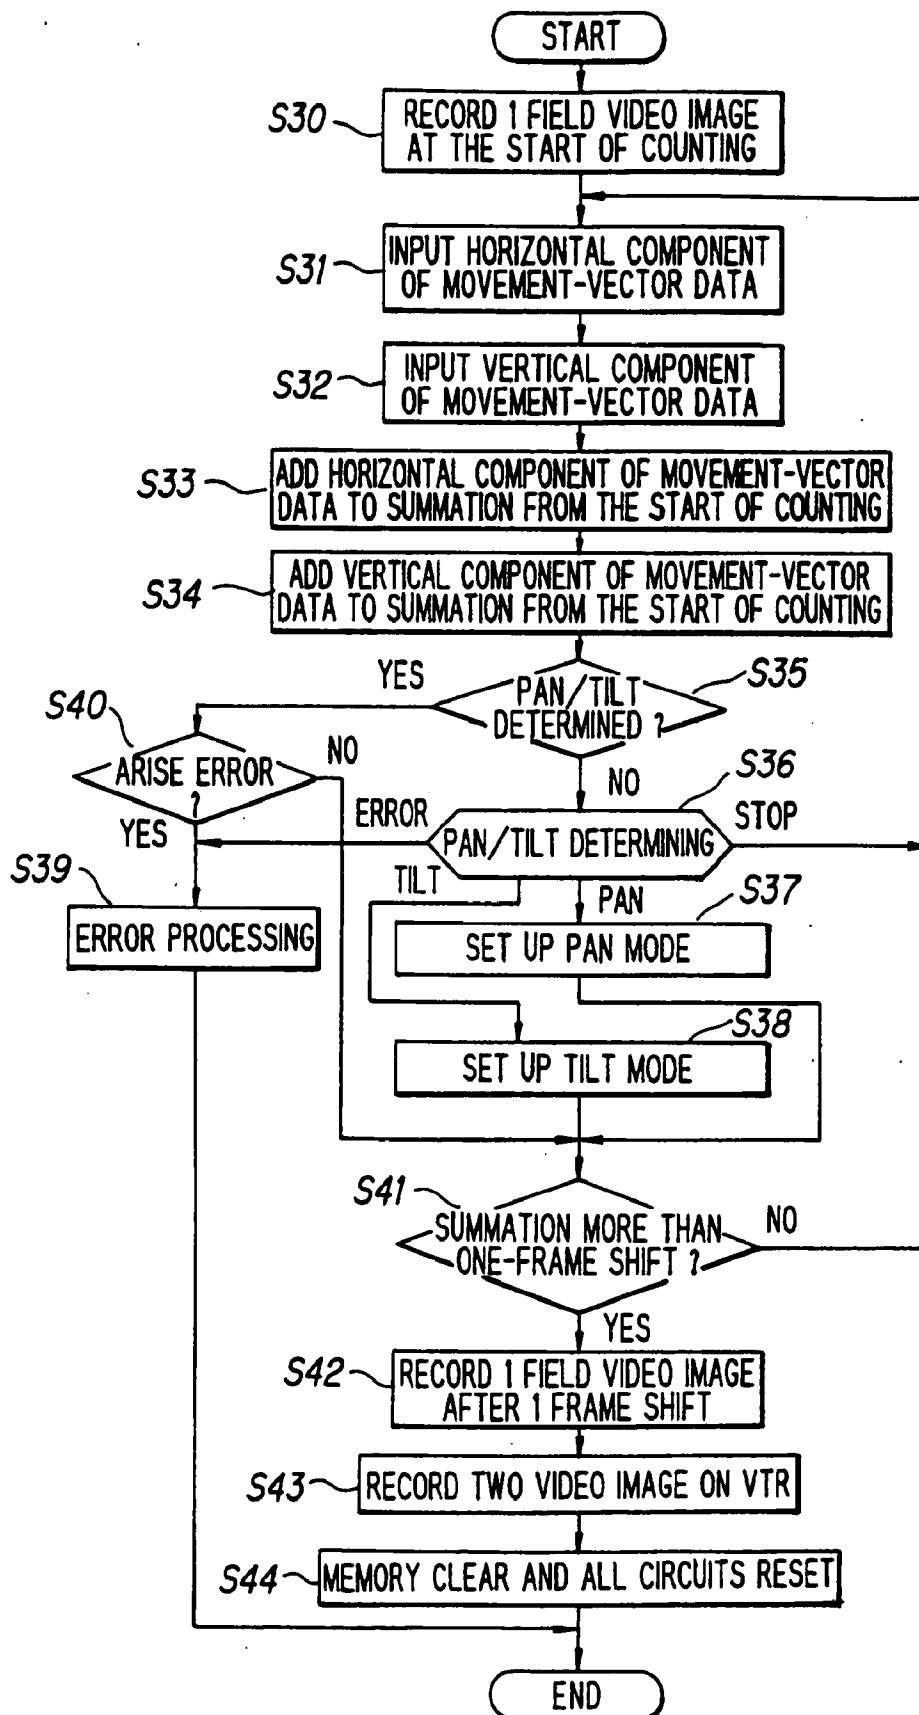 START
S30
RECORD 1 FIELD VIDEO IMAGE
AT THE START OF COUNTING
S31
INPUT HORIZONTAL COMPONENT
OF MOVEMENT-VECTOR DATA
S32
INPUT VERTICAL COMPONENT
OF MOVEMENT-VECTOR DATA
S33
ADD HORIZONTAL COMPONENT OF MOVEMENT-VECTOR
DATA TO SUMMATION FROM THE START OF COUNTING
S34
ADD VERTICAL COMPONENT OF MOVEMENT-VECTOR
DATA TO SUMMATION FROM THE START OF COUNTING
YES
S35
PAN/TILT
DETERMINED ?
S40
ARISE ERROR
?
NO
YES
NO
S36
ERROR
PAN/TILT DETERMINING
STOP
TILT
PAN
S39
ERROR PROCESSING
S37
SET UP PAN MODE
S38
SET UP TILT MODE
S41
SUMMATION MORE THAN
ONE-FRAME SHIFT ?
NO
YES
S42
RECORD 1 FIELD VIDEO IMAGE
AFTER 1 FRAME SHIFT
S43
RECORD TWO VIDEO IMAGE ON VTR
S44
MEMORY CLEAR AND ALL CIRCUITS RESET
END